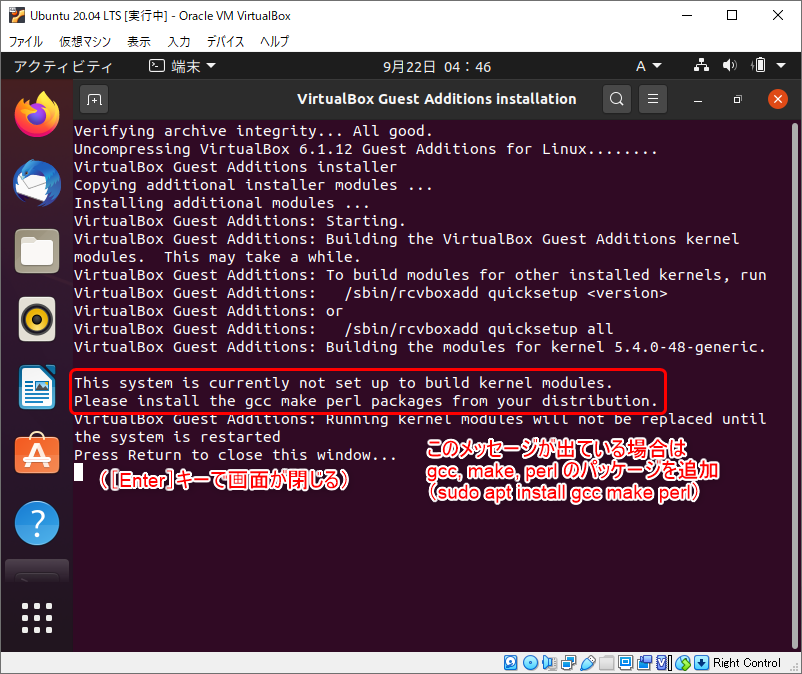 Ubuntu 20.04 LTS [実行中] - Oracle VM VirtualBox
ファイル 仮想マシン 表示 入力 デバイス ヘルプ
アクティビティ 端末 9月22日 04：46 A
VirtualBox Guest Additions installation
Verifying archive integrity... All good.
Uncompressing VirtualBox 6.1.12 Guest Additions for Linux........
VirtualBox Guest Additions installer
Copying additional installer modules ...
Installing additional modules ...
VirtualBox Guest Additions: Starting.
VirtualBox Guest Additions: Building the VirtualBox Guest Additions kernel
modules.  This may take a while.
VirtualBox Guest Additions: To build modules for other installed kernels, run
VirtualBox Guest Additions:   /sbin/rcvboxadd quicksetup <version>
VirtualBox Guest Additions: or
VirtualBox Guest Additions:   /sbin/rcvboxadd quicksetup all
VirtualBox Guest Additions: Building the modules for kernel 5.4.0-48-generic.
This system is currently not set up to build kernel modules.
Please install the gcc make perl packages from your distribution.
VirtualBox Guest Additions: Running kernel modules will not be replaced until
the system is restarted
Press Return to close this window...
（［Enter］キーで画面が閉じる）
このメッセージが出ている場合は
gcc, make, perl のパッケージを追加
（sudo apt install gcc make perl）
Right Control